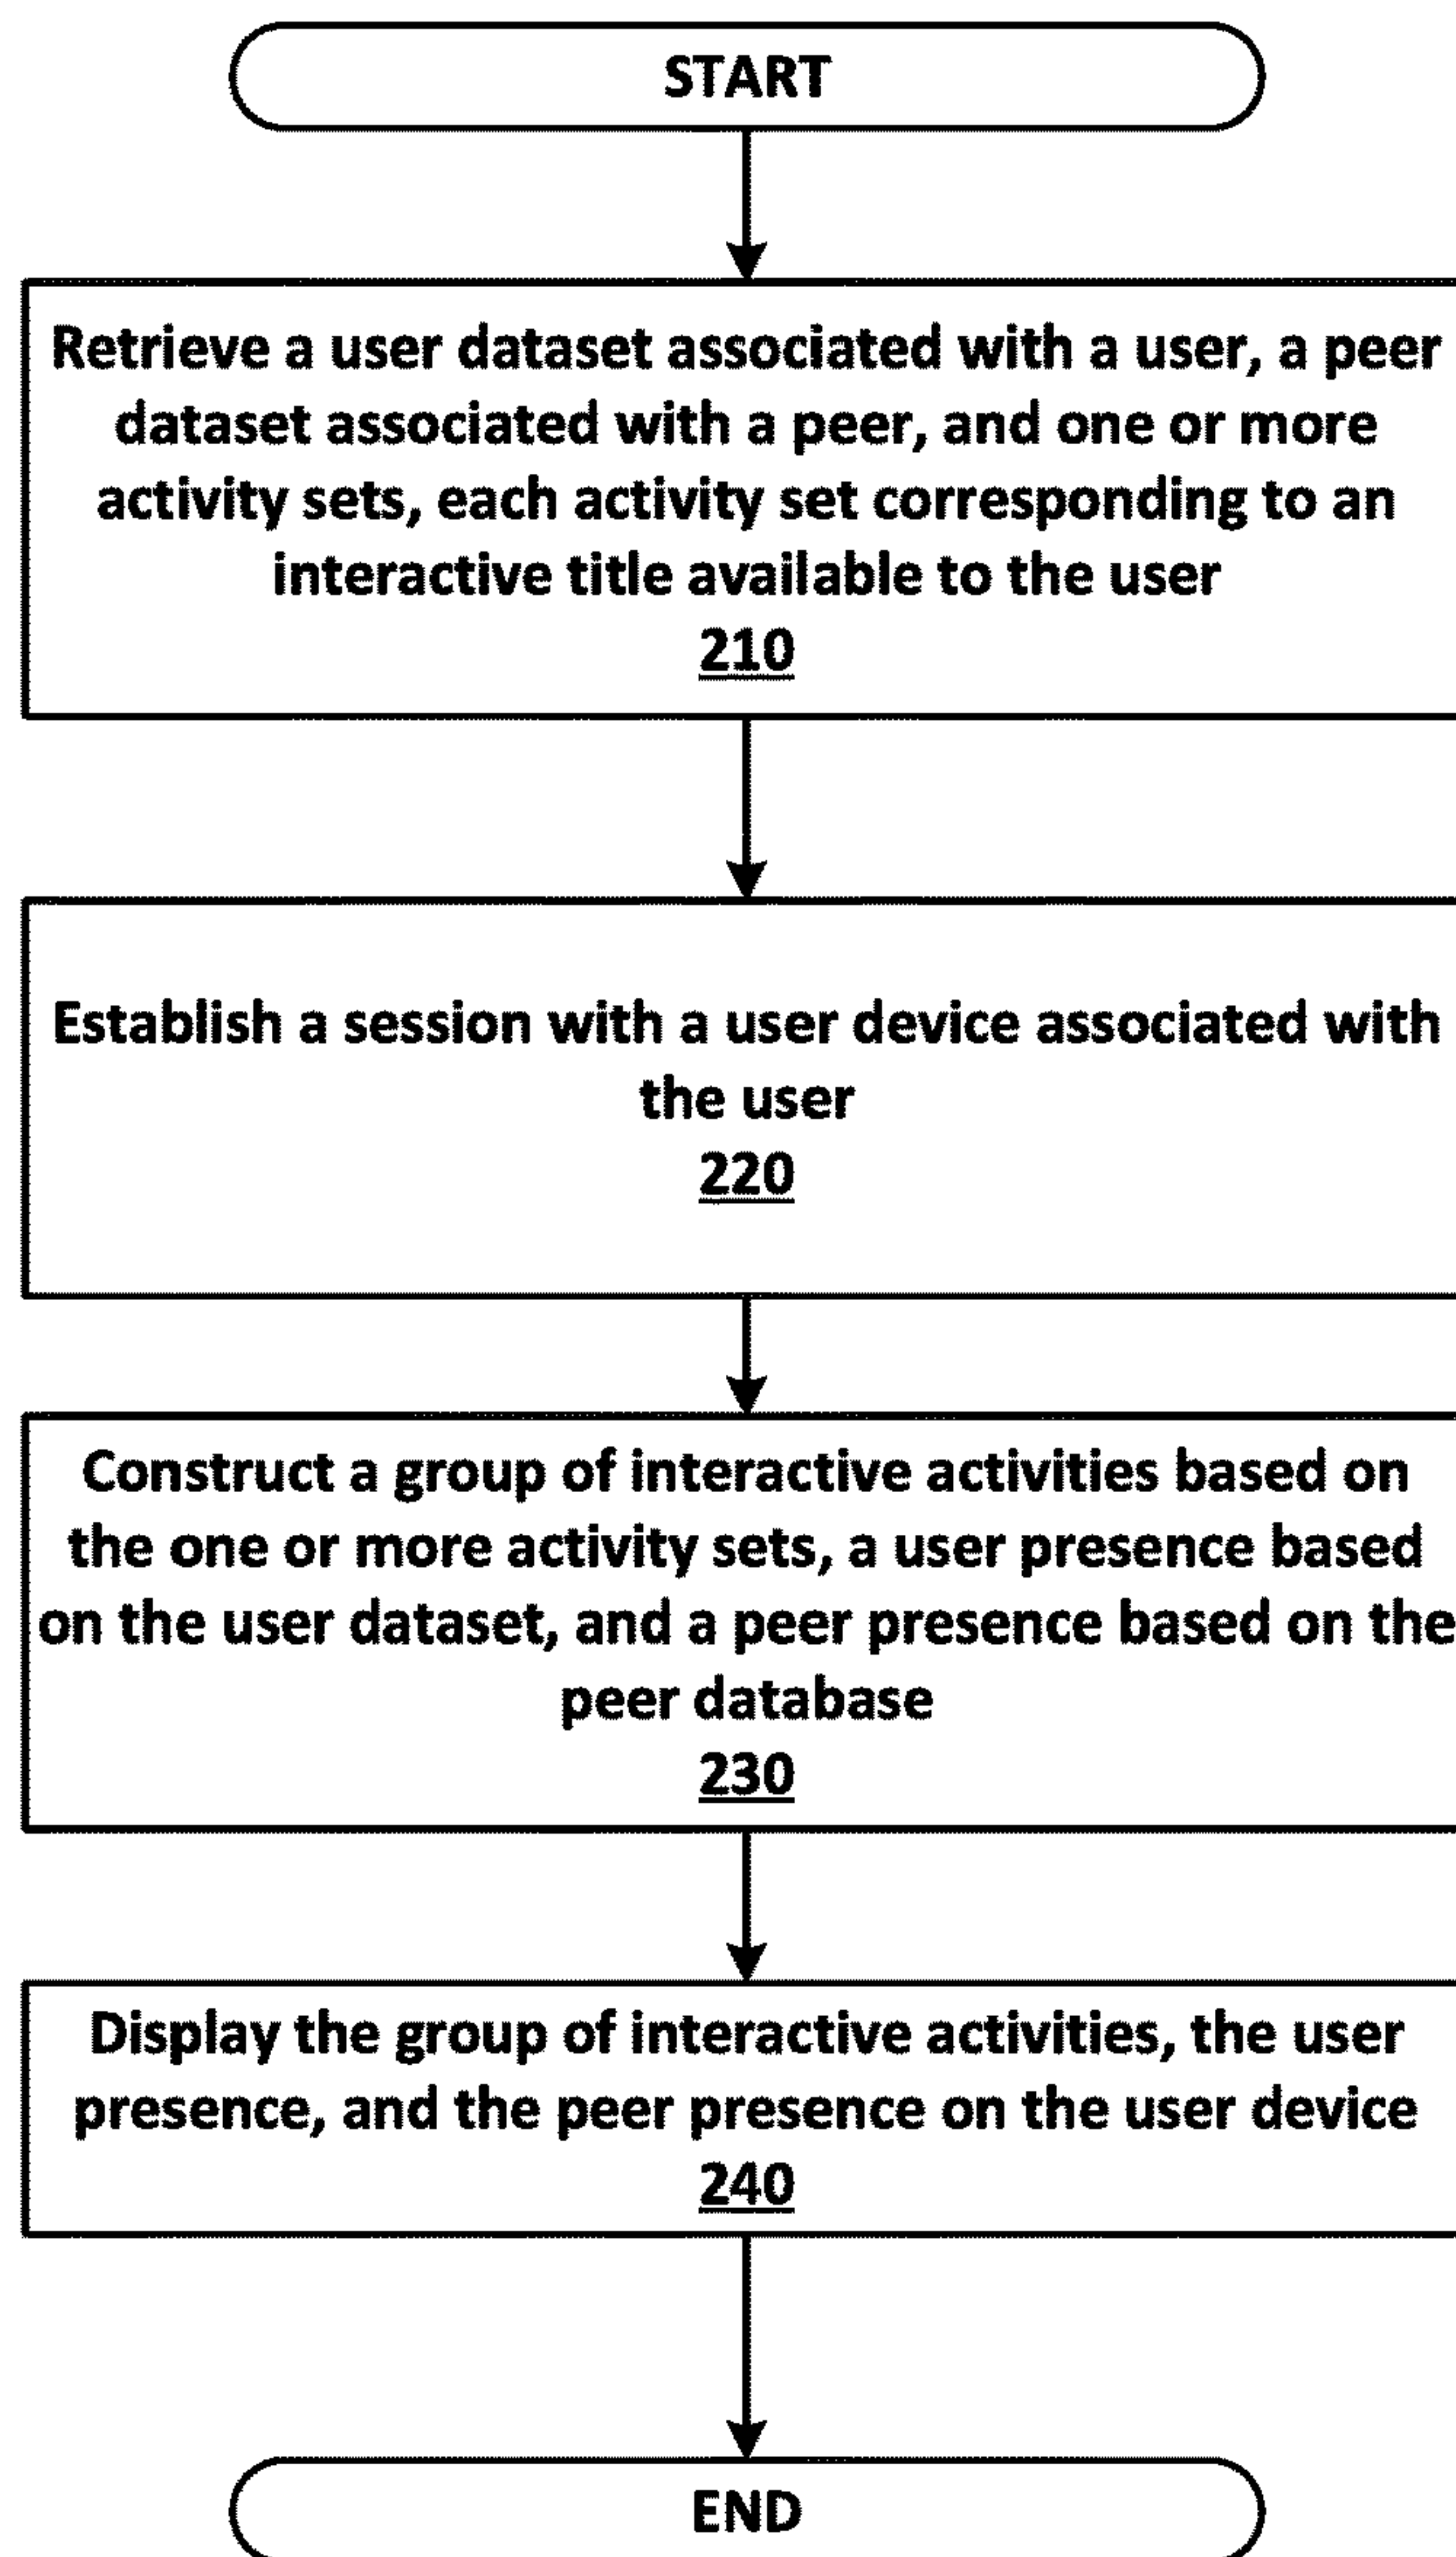 START
Retrieve a user dataset associated with a user, a peer
dataset associated with a peer, and one or more
activity sets, each activity set corresponding to an
interactive title available to the user
210
Establish a session with a user device associated with
the user
220
Construct a group of interactive activities based on
the one or more activity sets, a user presence based
on the user dataset, and a peer presence based on the
peer database
230
Display the group of interactive activities, the user
presence, and the peer presence on the user device
240
END